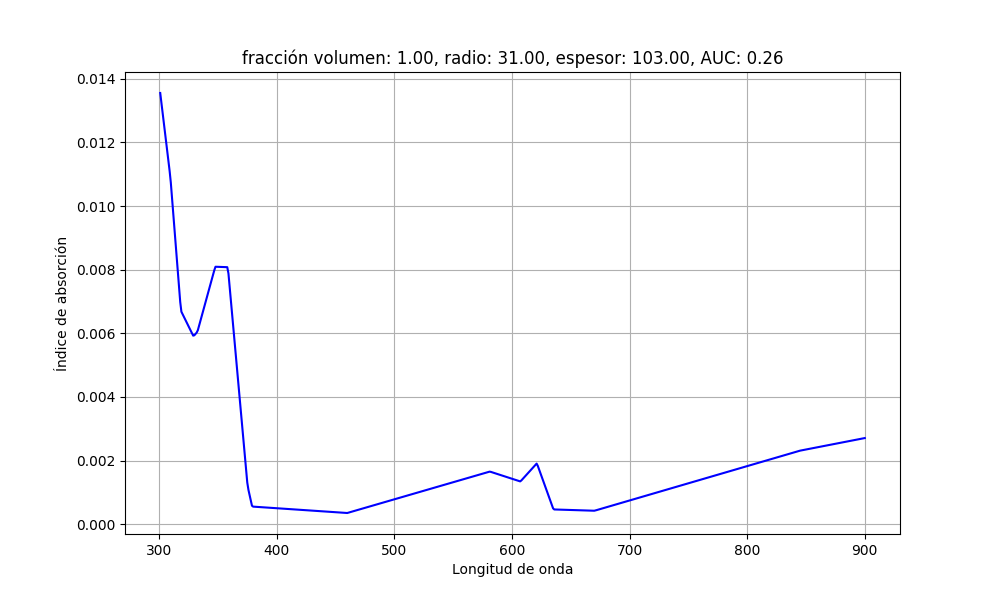 fracción volumen: 1.00, radio: 31.00, espesor: 103.00, AUC: 0.26
0.014
0.012
0.010
0.008
0.006
0.004
0.002
0.000
Índice de absorción
300 400 500 600 700 800 900
Longitud de onda